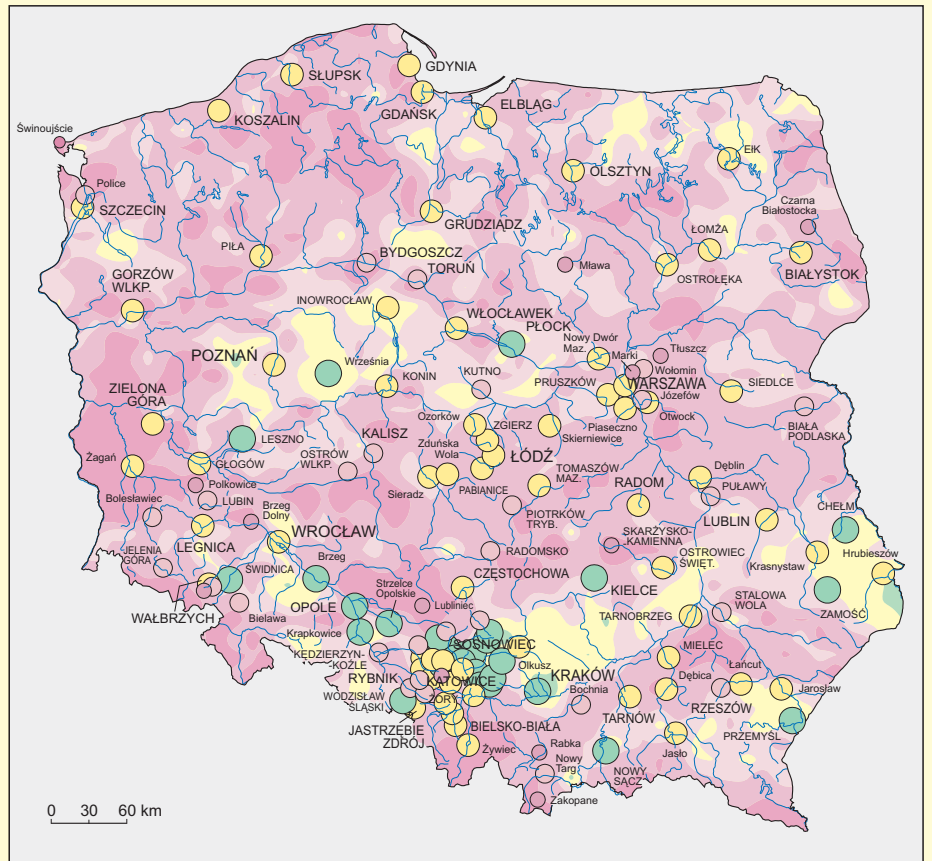 GDYNIA
SŁUPSK
ELBLĄG
GDAŃSK
KOSZALIN
Świnoujście
EŁK
OLSZTYN
Police
SZCZECIN
Czarna
Białostocka
GRUDZIĄDZ
ŁOMŻA
PIŁA
BYDGOSZCZ
TORUŃ
Mława
OSTROŁĘKA
BIAŁYSTOK
GORZÓW
WLKP.
INOWROCŁAW
WŁOCŁAWEK
PŁOCK
Nowy Dwór
Maz.
Marki
Tłuszcz
Wołomin
POZNAŃ
Września
KONIN
KUTNO
PRUSZKÓW
WARSZAWA
Józefów
SIEDLCE
ZIELONA
GÓRA
Otwock
Piaseczno
BIAŁA
PODLASKA
Ozorków
ZGIERZ
Skierniewice
LESZNO
KALISZ
Zduńska
Wola
ŁÓDŹ
Żagań
GŁOGÓW
OSTRÓW
WLKP.
Sieradz
PABIANICE
TOMASZÓW
MAZ.
Dęblin
Polkowice
RADOM
PUŁAWY
Bolesławiec
LUBIN
Brzeg
Dolny
PIOTRKÓW
TRYB.
LUBLIN
CHEŁM
LEGNICA
WROCŁAW
SKARŻYSKO-
KAMIENNA
JELENIA
GÓRA
Brzeg
RADOMSKO
OSTROWIEC
ŚWIĘT.
Krasnystaw
Hrubieszów
ŚWIDNICA
Strzelce
Opolskie
CZĘSTOCHOWA
KIELCE
STALOWA
WOLA
ZAMOŚĆ
WAŁBRZYCH
Bielawa
OPOLE
Lubliniec
TARNOBRZEG
Krapkowice
KĘDZIERZYN-
KOŹLE
SOSNOWIEC
MIELEC
Olkusz
KRAKÓW
Dębica
Łańcut
RYBNIK
KATOWICE
Bochnia
Jarosław
WODZISŁAW
ŚLĄSKI
ŻORY
TARNÓW
RZESZÓW
JASTRZĘBIE
ZDRÓJ
BIELSKO-BIAŁA
PRZEMYŚL
Żywiec
Rabka
Jasło
Nowy
Targ
NOWY
SĄCZ
Zakopane
0 30 60 km